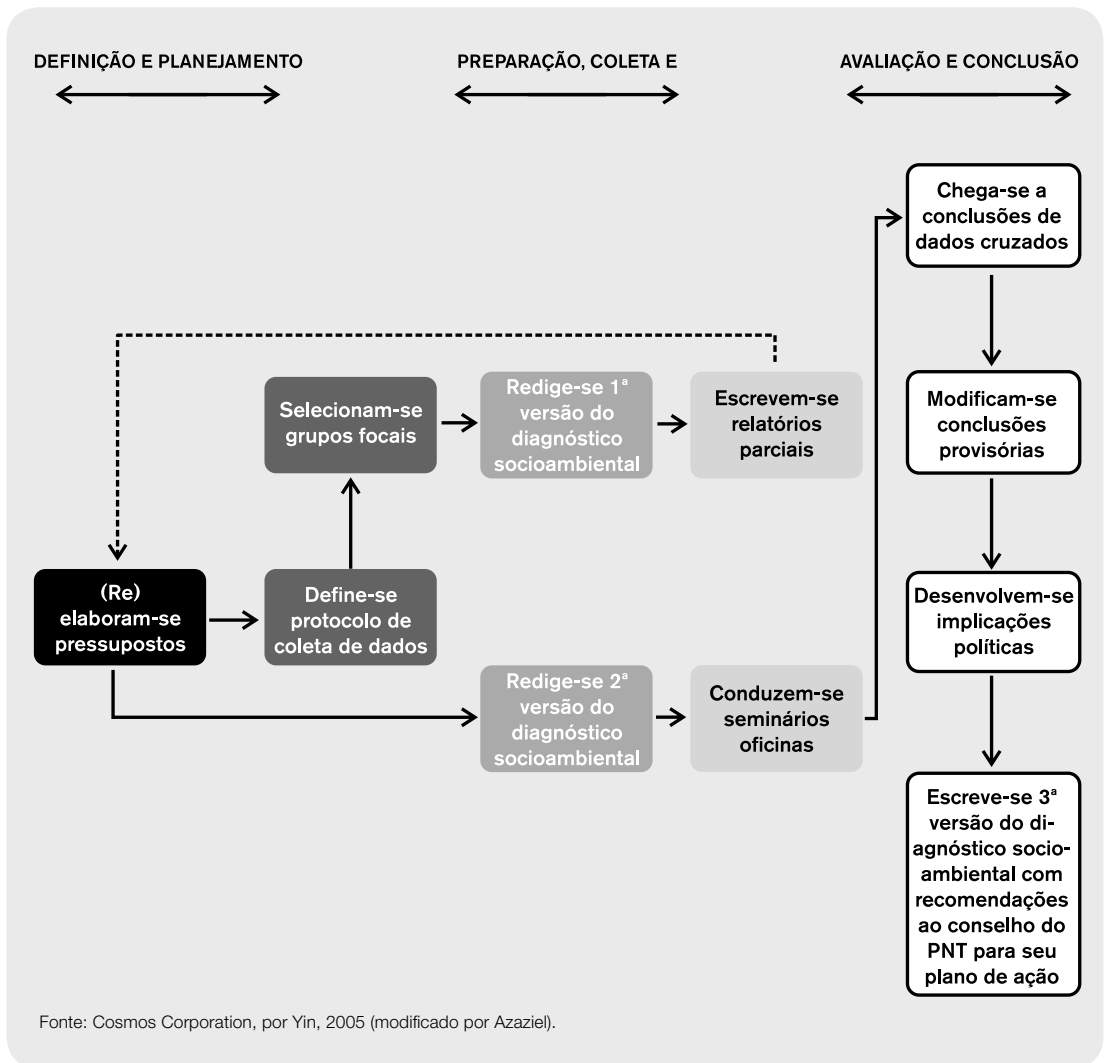 DEFINIÇÃO E PLANEJAMENTO
PREPARAÇÃO, COLETA E
AVALIAÇÃO E CONCLUSÃO
Chega-se a
conclusões de
dados cruzados
Selecionam-se
grupos focais
Redige-se 1ª
versão do
diagnóstico
socioambiental
Escrevem-se
relatórios
parciais
Modificam-se
conclusões
provisórias
(Re)
elaboram-se
pressupostos
Define-se
protocolo de
coleta de dados
Desenvolvem-se
implicações
políticas
Redige-se 2ª
versão do
diagnóstico
socioambiental
Conduzem-se
seminários
oficinas
Escreve-se 3ª
versão do di-
agnóstico socio-
ambiental com
recomendações
ao conselho do
PNT para seu
plano de ação
Fonte: Cosmos Corporation, por Yin, 2005 (modificado por Azaziel).